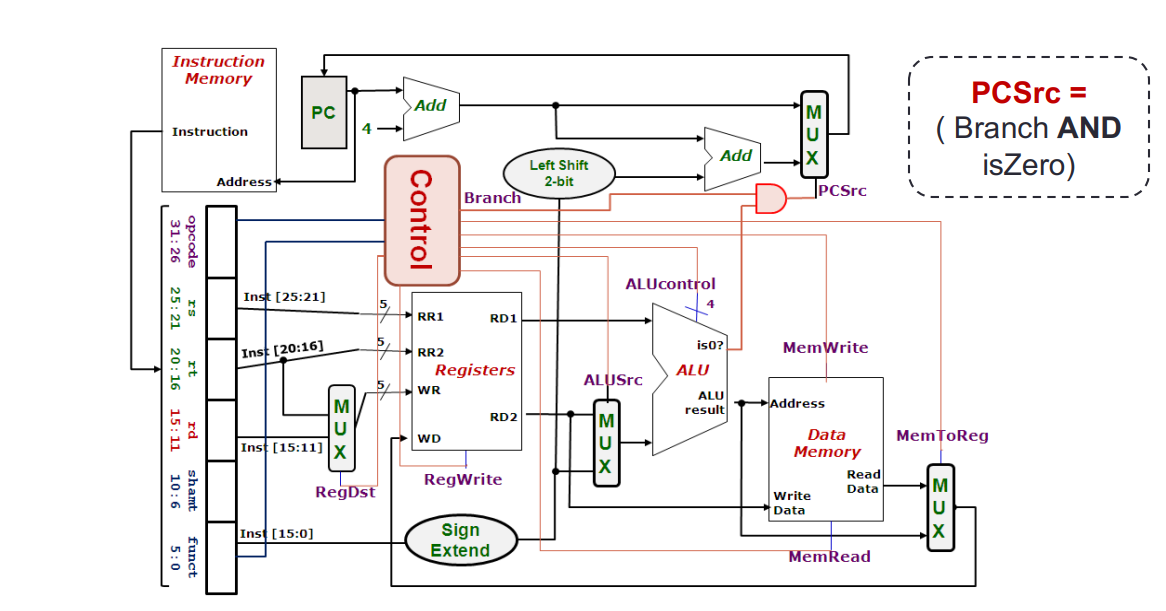 Instruction
Memory
Instruction
Address
PC
4
Add
Left Shift
2-bit
Add
M
U
X
PCSrc
PCSrc =
( Branch AND
isZero)
Control
Branch
opcode
31:26
rs
25:21
rt
20:16
rd
15:11
shamt
10:6
funct
5:0
Inst [25:21]
Inst [20:16]
Inst [15:11]
Inst [15:0]
5
5
5
M
U
X
RegDst
RR1
RR2
WR
WD
Registers
RD1
RD2
RegWrite
Sign
Extend
ALUSrc
M
U
X
ALUcontrol
4
is0?
ALU
ALU
result
MemWrite
Address
Data
Memory
Read
Data
Write
Data
MemRead
MemToReg
M
U
X